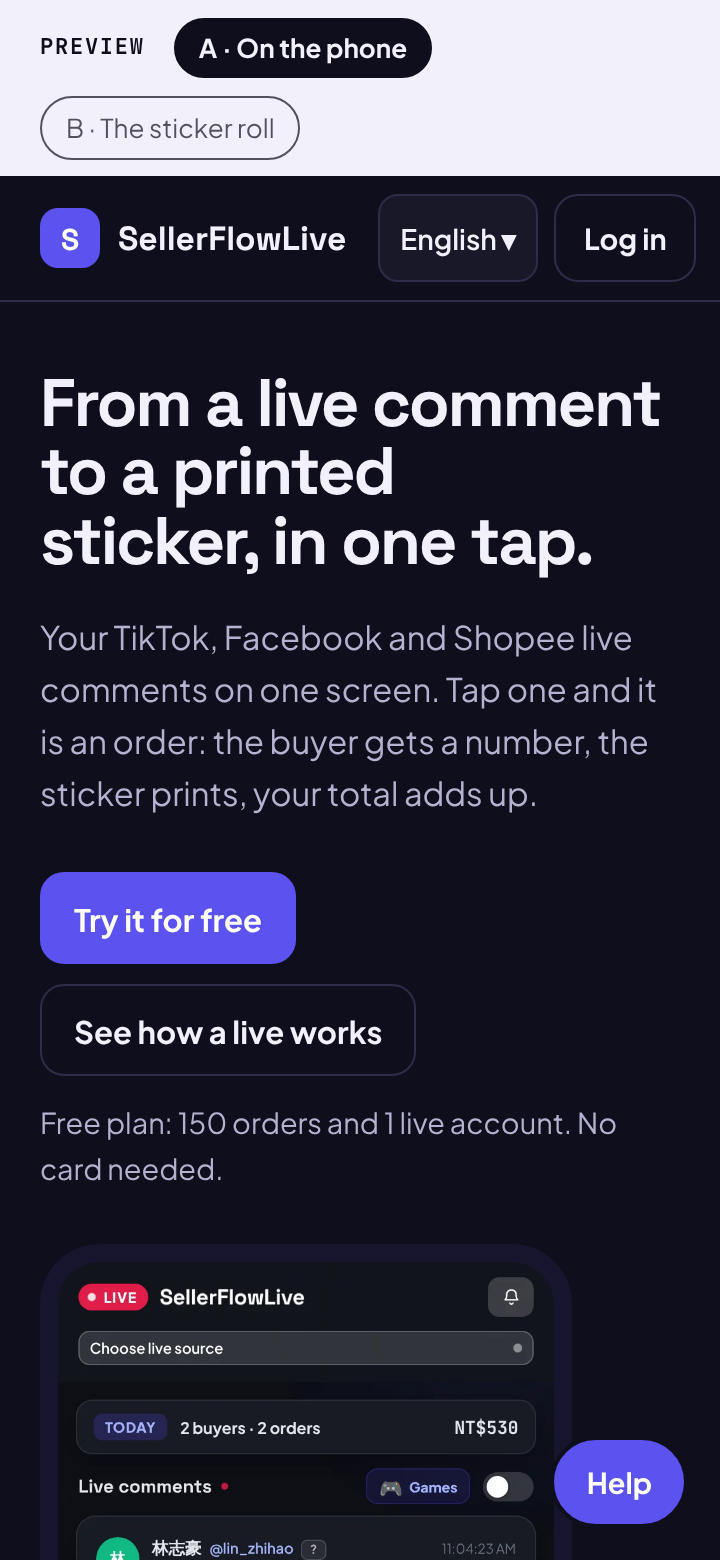 PREVIEW
A · On the phone
B · The sticker roll
S SellerFlowLive English ▾ Log in
From a live comment
to a printed
sticker, in one tap.
Your TikTok, Facebook and Shopee live
comments on one screen. Tap one and it
is an order: the buyer gets a number, the
sticker prints, your total adds up.
Try it for free
See how a live works
Free plan: 150 orders and 1 live account. No
card needed.
LIVE SellerFlowLive
Choose live source
TODAY 2 buyers · 2 orders NT$530
Live comments Games
Help
林 林志豪 @lin_zhihao ? 11:04:23 AM